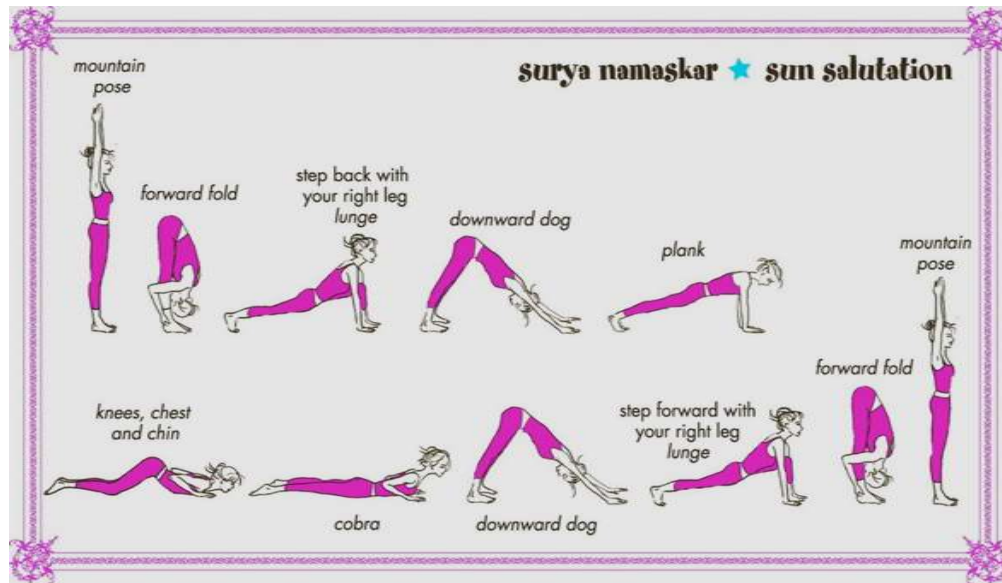 surya namaskar ★ sun salutation
mountain
pose
forward fold
step back with
your right leg
lunge
downward dog
plank
knees, chest
and chin
cobra
downward dog
step forward with
your right leg
lunge
forward fold
mountain
pose